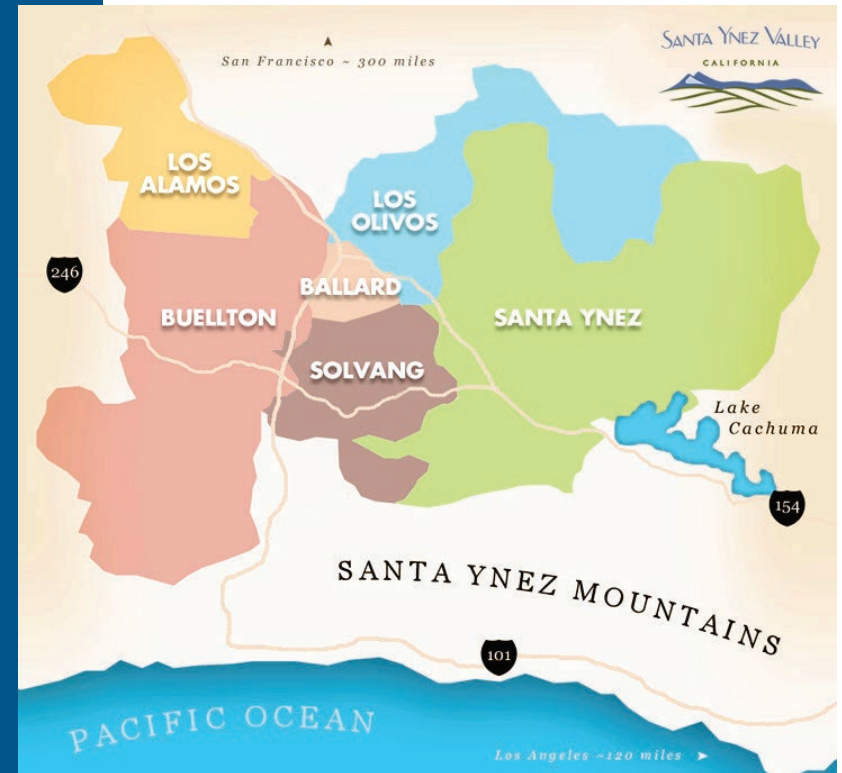 San Francisco ~ 300 miles
SANTA YNEZ VALLEY
CALIFORNIA
LOS
ALAMOS
LOS
OLIVOS
246
BALLARD
BUELLTON
SANTA YNEZ
SOLVANG
Lake
Cachuma
154
SANTA YNEZ MOUNTAINS
101
PACIFIC OCEAN
Los Angeles ~120 miles